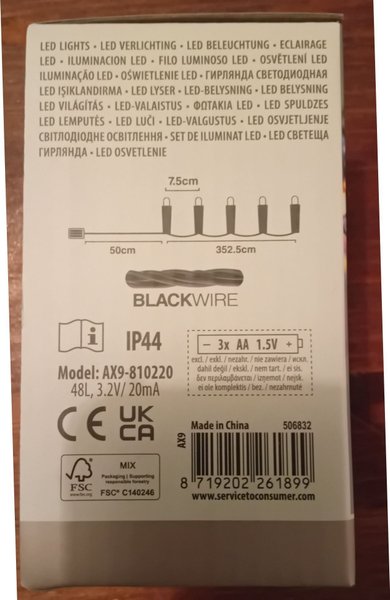 LED LIGHTS • LED VERLICHTING • LED BELEUCHTUNG • ECLAIRAGE
LED • ILUMINACION LED • FILO LUMINOSO LED • OSVĚTLENÍ LED
ILUMINAÇÃO LED • OŚWIETLENIE LED • ГИРЛЯНДА СВЕТОДИОДНАЯ
LED IŞIKLANDIRMA • LED LYSER • LED-BELYSNING • LED BELYSNING
LED VILÁGÍTÁS • LED-VALAISTUS • ΦΩΤΑΚΙΑ LED • LED SPULDZES
LED LEMPUTĖS • LED LUČI • LED-VALGUSTUS • LED OSVJETLJENJE
СВІТЛОДІОДНЕ ОСВІТЛЕННЯ • SET DE ILUMINAT LED • LED СВЕТЕЩА
ГИРЛЯНДА • LED OSVETLENIE
7.5cm
50cm 352.5cm
BLACKWIRE
i IP44
– 3x AA 1.5V +
excl. / exkl. / nezahr. / nie zawiera / искл.
dahil değil / ekskl. / nem tart. / ei sis.
δεν περιλαμβάνεται / izņemot / neįsk.
ei ole komplektis / bez. / nezahŕňa.
Model: AX9-810220
48L, 3.2V/ 20mA
CE UK
CA
AX9
Made in China 506832
8 719202 261899
www.servicetoconsumer.com
FSC
www.fsc.org
MIX
Packaging | Supporting
responsible forestry
FSC® C140246